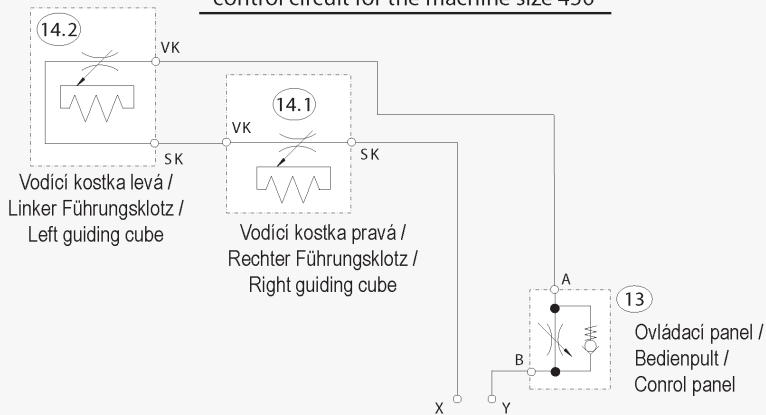 control circuit for the machine size 430
14.2
VK
14.1
VK
SK
SK
Vodící kostka levá /
Linker Führungsklotz /
Left guiding cube
Vodící kostka pravá /
Rechter Führungsklotz /
Right guiding cube
A
13
Ovládací panel /
Bedienpult /
Conrol panel
B
X
Y